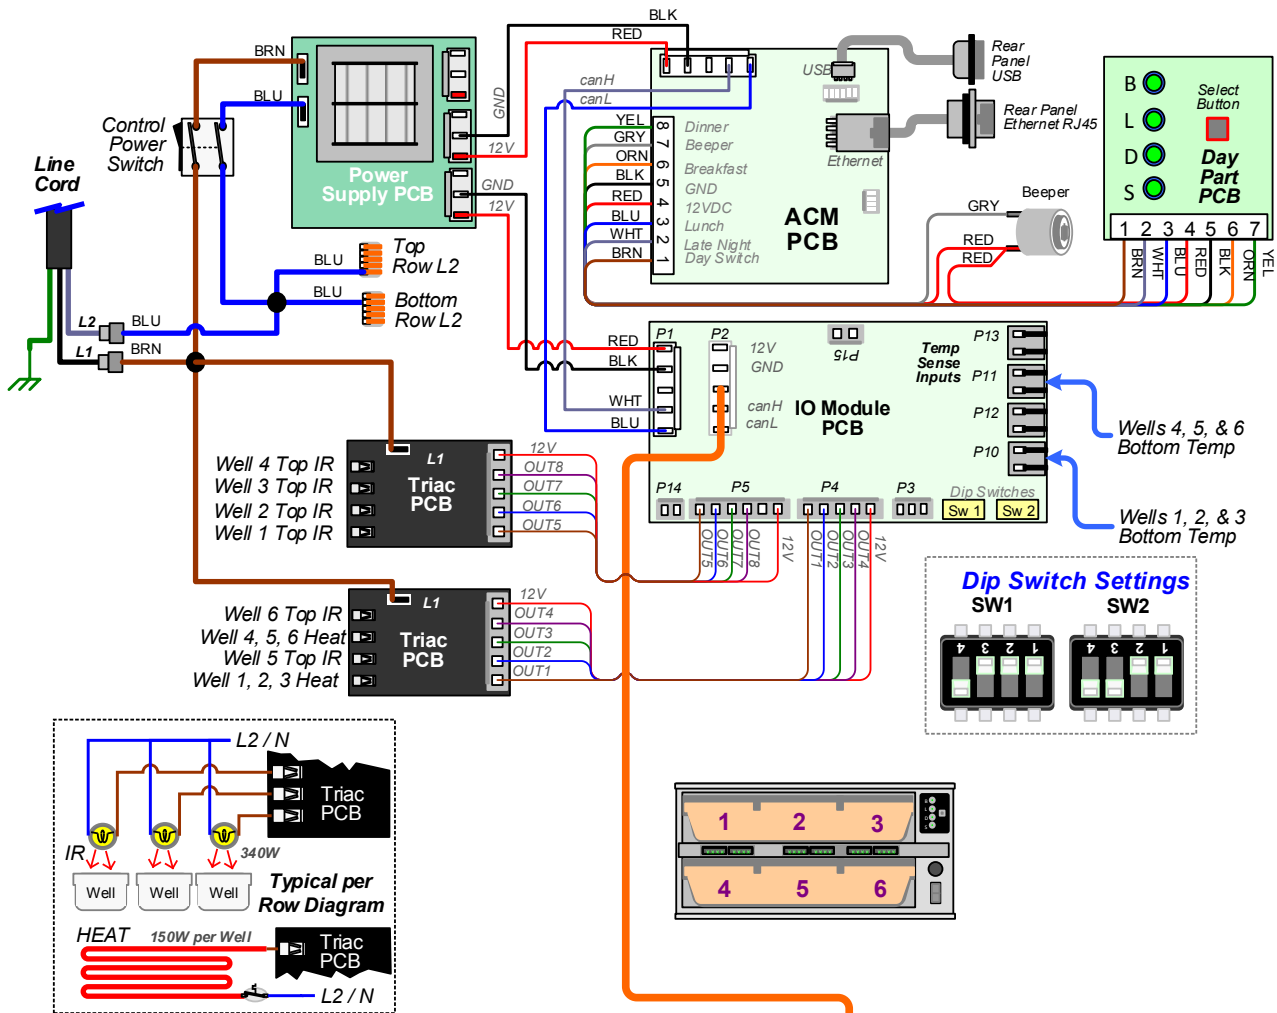 BLK
RED
BRN
BLU
GND
12V
GND
12V
Power
Supply PCB
Control
Power
Switch
Line
Cord
L2
BLU
L1
BRN
BLU
Top
Row L2
BLU
Bottom
Row L2
canH
canL
USB
Rear
Panel
USB
Ethernet
Rear Panel
Ethernet RJ45
YEL 8 Dinner
GRY 7 Beeper
ORN 6 Breakfast
BLK 5 GND
RED 4 12VDC
BLU 3 Lunch
WHT 2 Late Night
BRN 1 Day Switch
ACM
PCB
Beeper
GRY
RED
RED
B
L
D
S
Select
Button
Day
Part
PCB
1 2 3 4 5 6 7
BRN
WHT
BLU
RED
BLK
ORN
YEL
P1
P2
P15
RED
BLK
WHT
BLU
12V
GND
canH
canL
IO Module
PCB
Temp
Sense
Inputs
P13
P11
P12
P10
Wells 4, 5, & 6
Bottom Temp
Wells 1, 2, & 3
Bottom Temp
P14
P5
P4
P3
Dip Switches
Sw 1
Sw 2
OUT5
OUT6
OUT7
OUT8
12V
OUT1
OUT2
OUT3
OUT4
12V
Well 4 Top IR
Well 3 Top IR
Well 2 Top IR
Well 1 Top IR
L1
Triac
PCB
12V
OUT8
OUT7
OUT6
OUT5
Well 6 Top IR
Well 4, 5, 6 Heat
Well 5 Top IR
Well 1, 2, 3 Heat
L1
Triac
PCB
12V
OUT4
OUT3
OUT2
OUT1
Dip Switch Settings
SW1
SW2
4 3 2 1
4 3 2 1
L2 / N
Triac
PCB
IR
340W
Well
Well
Well
Typical per
Row Diagram
HEAT
150W per Well
Triac
PCB
L2 / N
1 2 3
4 5 6